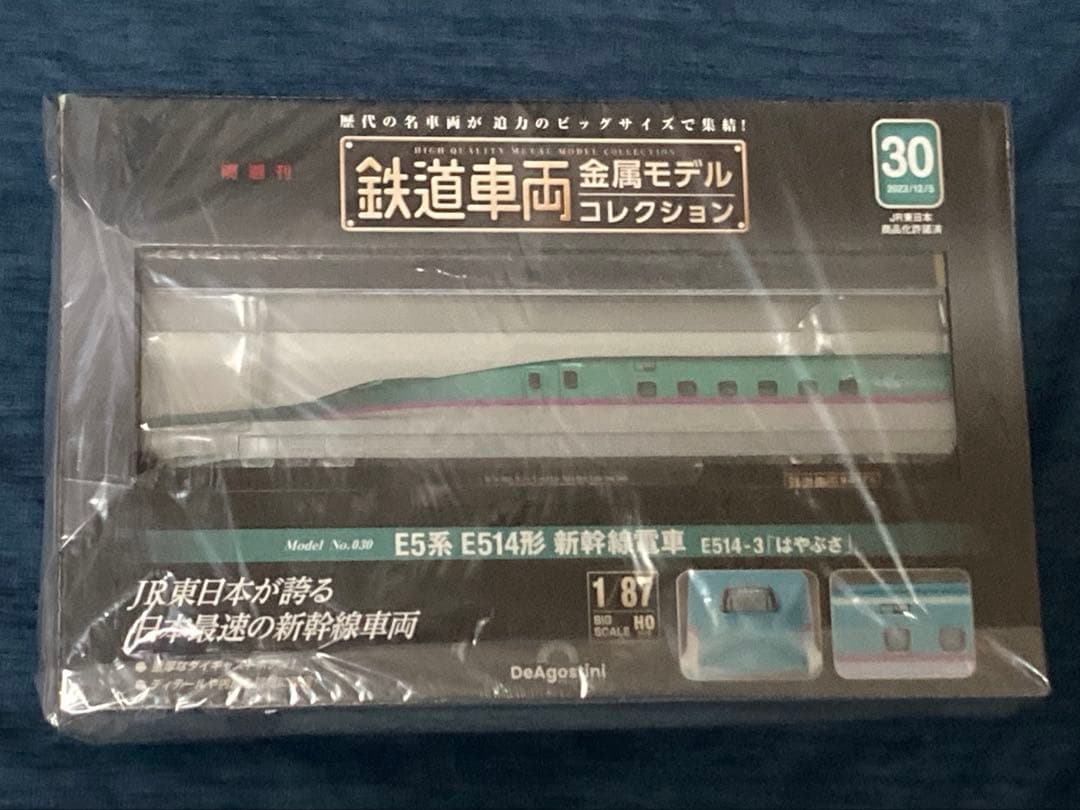 歴代の名車両が 迫力のビッグサイズで集結!
HIGH QUALITY METAL MODEL COLLECTION
隔週刊
鉄道車両
金属モデル
コレクション
30
2023/12/5
JR東日本
商品化許諾済
Model No.030 E5系 E514形 新幹線電車 E514-3「はやぶさ」
JR東日本が誇る
日本最速の新幹線車両
1/87
BIG
SCALE
HO
DeAgostini